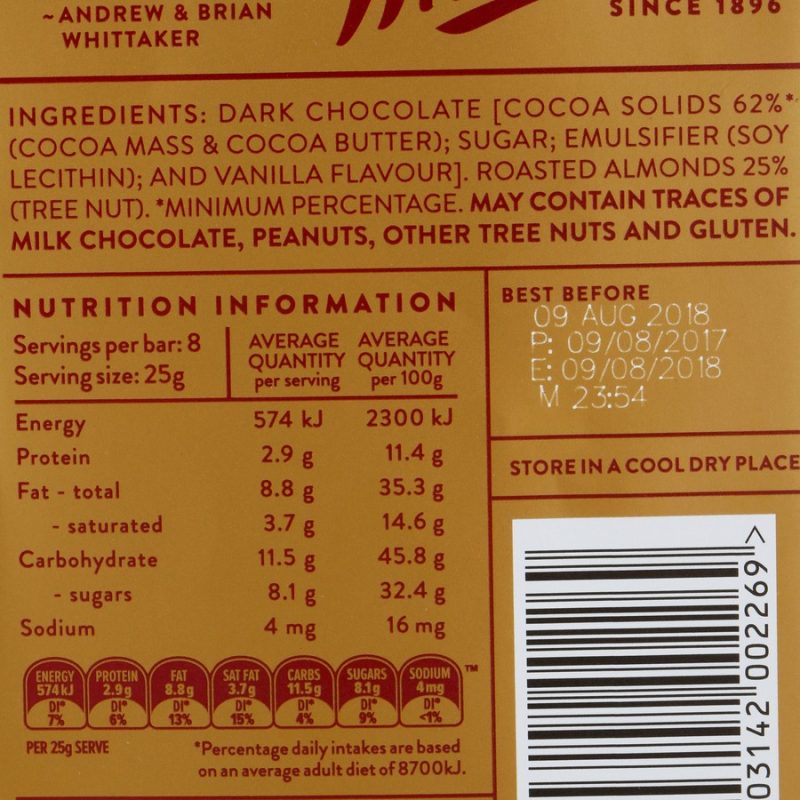 ~ANDREW & BRIAN
WHITTAKER
SINCE 1896
INGREDIENTS: DARK CHOCOLATE [COCOA SOLIDS 62%*
(COCOA MASS & COCOA BUTTER); SUGAR; EMULSIFIER (SOY
LECITHIN); AND VANILLA FLAVOUR]. ROASTED ALMONDS 25%
(TREE NUT). *MINIMUM PERCENTAGE. MAY CONTAIN TRACES OF
MILK CHOCOLATE, PEANUTS, OTHER TREE NUTS AND GLUTEN.
NUTRITION INFORMATION
Servings per bar: 8
Serving size: 25g
AVERAGE QUANTITY per serving
AVERAGE QUANTITY per 100g
Energy 574 kJ 2300 kJ
Protein 2.9 g 11.4 g
Fat - total 8.8 g 35.3 g
- saturated 3.7 g 14.6 g
Carbohydrate 11.5 g 45.8 g
- sugars 8.1 g 32.4 g
Sodium 4 mg 16 mg
ENERGY PROTEIN FAT SAT FAT CARBS SUGARS SODIUM ™
574kJ 2.9g 8.8g 3.7g 11.5g 8.1g 4mg
DI* DI* DI* DI* DI* DI* DI*
7% 6% 13% 15% 4% 9% <1%
PER 25g SERVE
*Percentage daily intakes are based
on an average adult diet of 8700kJ.
BEST BEFORE
09 AUG 2018
P: 09/08/2017
E: 09/08/2018
M 23:54
STORE IN A COOL DRY PLACE
03142 002269 >